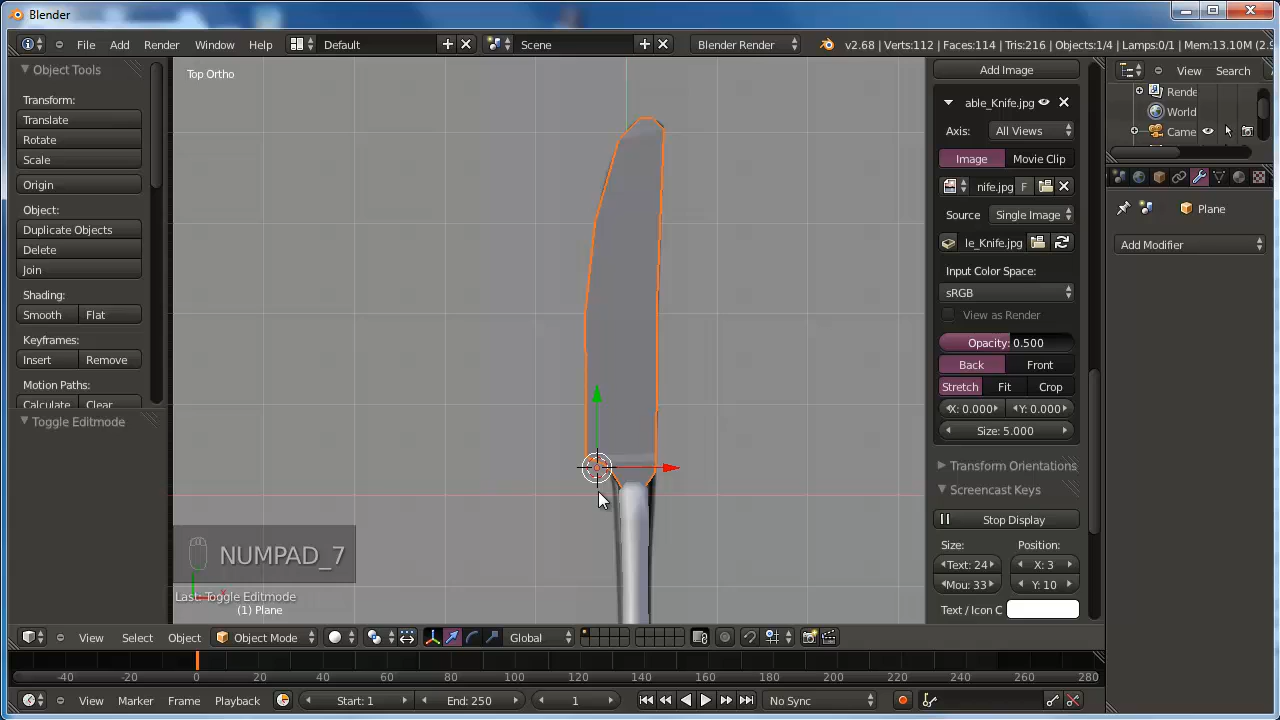 Blender
File Add Render Window Help Default Scene Blender Render v2.68 | Verts:112 | Faces:114 | Tris:216 | Objects:1/4 | Lamps:0/1 | Mem:13.10M (2.9
Object Tools
Transform:
Translate
Rotate
Scale
Origin
Object:
Duplicate Objects
Delete
Join
Shading:
Smooth Flat
Keyframes:
Insert Remove
Motion Paths:
Calculate Clear
Toggle Editmode
Top Ortho
NUMPAD_7
Last: Toggle Editmode
(1) Plane
Add Image
able_Knife.jpg
Axis: All Views
Image Movie Clip
nife.jpg F
Source Single Image
le_Knife.jpg
Input Color Space:
sRGB
View as Render
Opacity: 0.500
Back Front
Stretch Fit Crop
X: 0.000 Y: 0.000
Size: 5.000
Transform Orientations
Screencast Keys
Stop Display
Size: Position:
Text: 24 X: 3
Mou: 33 Y: 10
Text / Icon C
View Search
Rende
World
Came
Plane
Add Modifier
View Select Object Object Mode Global
-40 -20 0 20 40 60 80 100 120 140 160 180 200 220 240 260 280
View Marker Frame Playback Start: 1 End: 250 1 No Sync